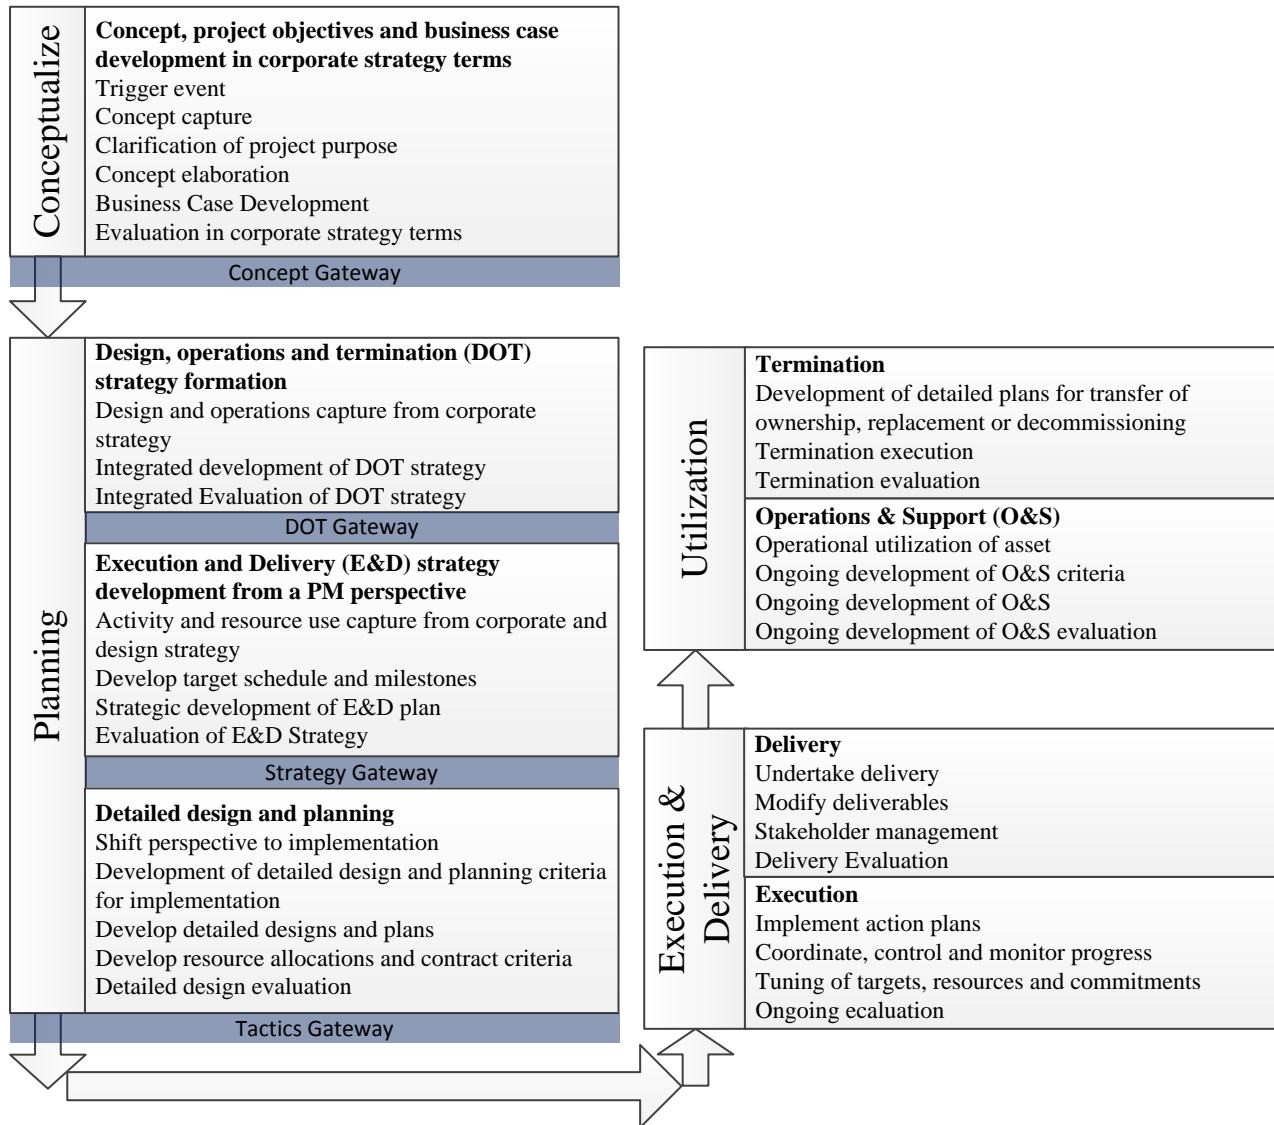 Conceptualize
Concept, project objectives and business case
development in corporate strategy terms
Trigger event
Concept capture
Clarification of project purpose
Concept elaboration
Business Case Development
Evaluation in corporate strategy terms
Concept Gateway
Planning
Design, operations and termination (DOT)
strategy formation
Design and operations capture from corporate
strategy
Integrated development of DOT strategy
Integrated Evaluation of DOT strategy
DOT Gateway
Execution and Delivery (E&D) strategy
development from a PM perspective
Activity and resource use capture from corporate and
design strategy
Develop target schedule and milestones
Strategic development of E&D plan
Evaluation of E&D Strategy
Strategy Gateway
Detailed design and planning
Shift perspective to implementation
Development of detailed design and planning criteria
for implementation
Develop detailed designs and plans
Develop resource allocations and contract criteria
Detailed design evaluation
Tactics Gateway
Utilization
Termination
Development of detailed plans for transfer of
ownership, replacement or decommissioning
Termination execution
Termination evaluation
Operations & Support (O&S)
Operational utilization of asset
Ongoing development of O&S criteria
Ongoing development of O&S
Ongoing development of O&S evaluation
Execution &
Delivery
Delivery
Undertake delivery
Modify deliverables
Stakeholder management
Delivery Evaluation
Execution
Implement action plans
Coordinate, control and monitor progress
Tuning of targets, resources and commitments
Ongoing ecaluation